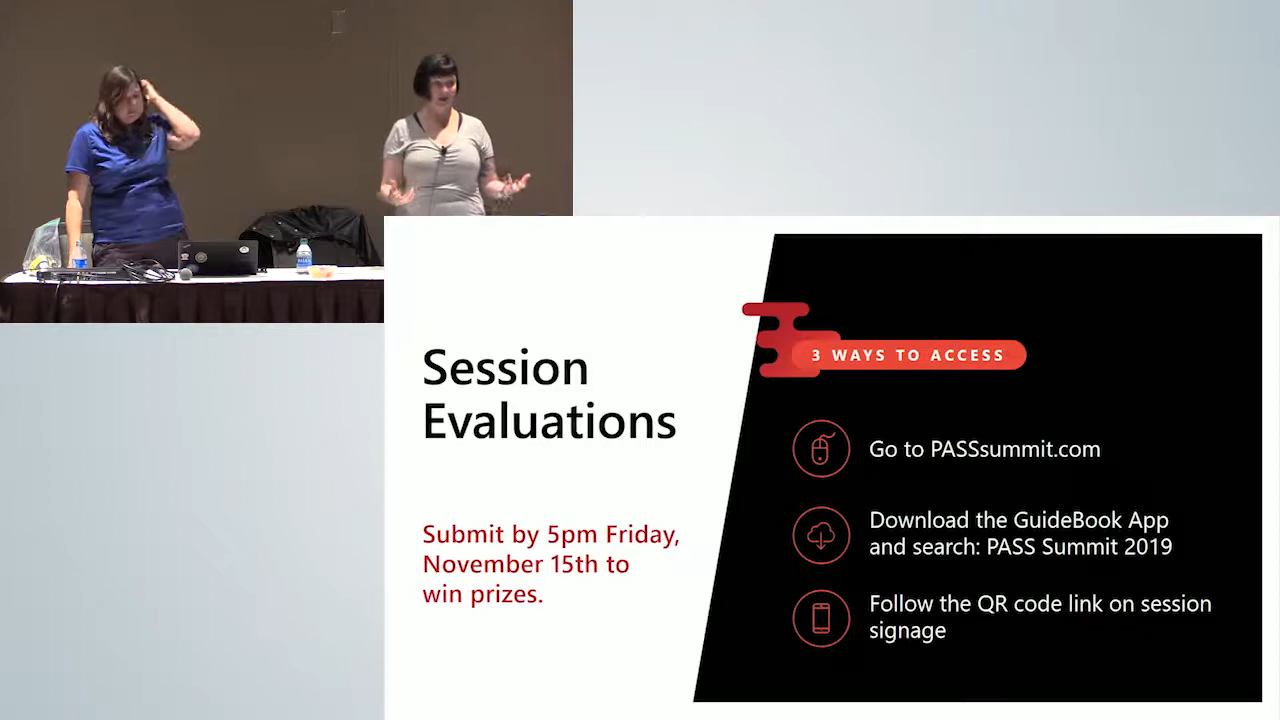 Session
Evaluations
Submit by 5pm Friday,
November 15th to
win prizes.
3 WAYS TO ACCESS
Go to PASSsummit.com
Download the GuideBook App
and search: PASS Summit 2019
Follow the QR code link on session
signage